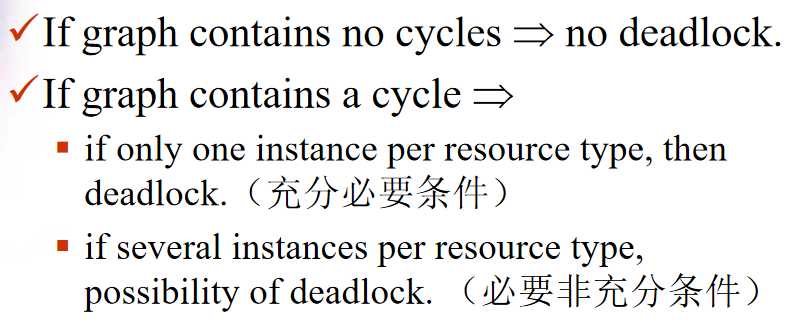 ✓If graph contains no cycles ⇒ no deadlock.
✓If graph contains a cycle ⇒
▪ if only one instance per resource type, then
deadlock.（充分必要条件）
▪ if several instances per resource type,
possibility of deadlock. （必要非充分条件）